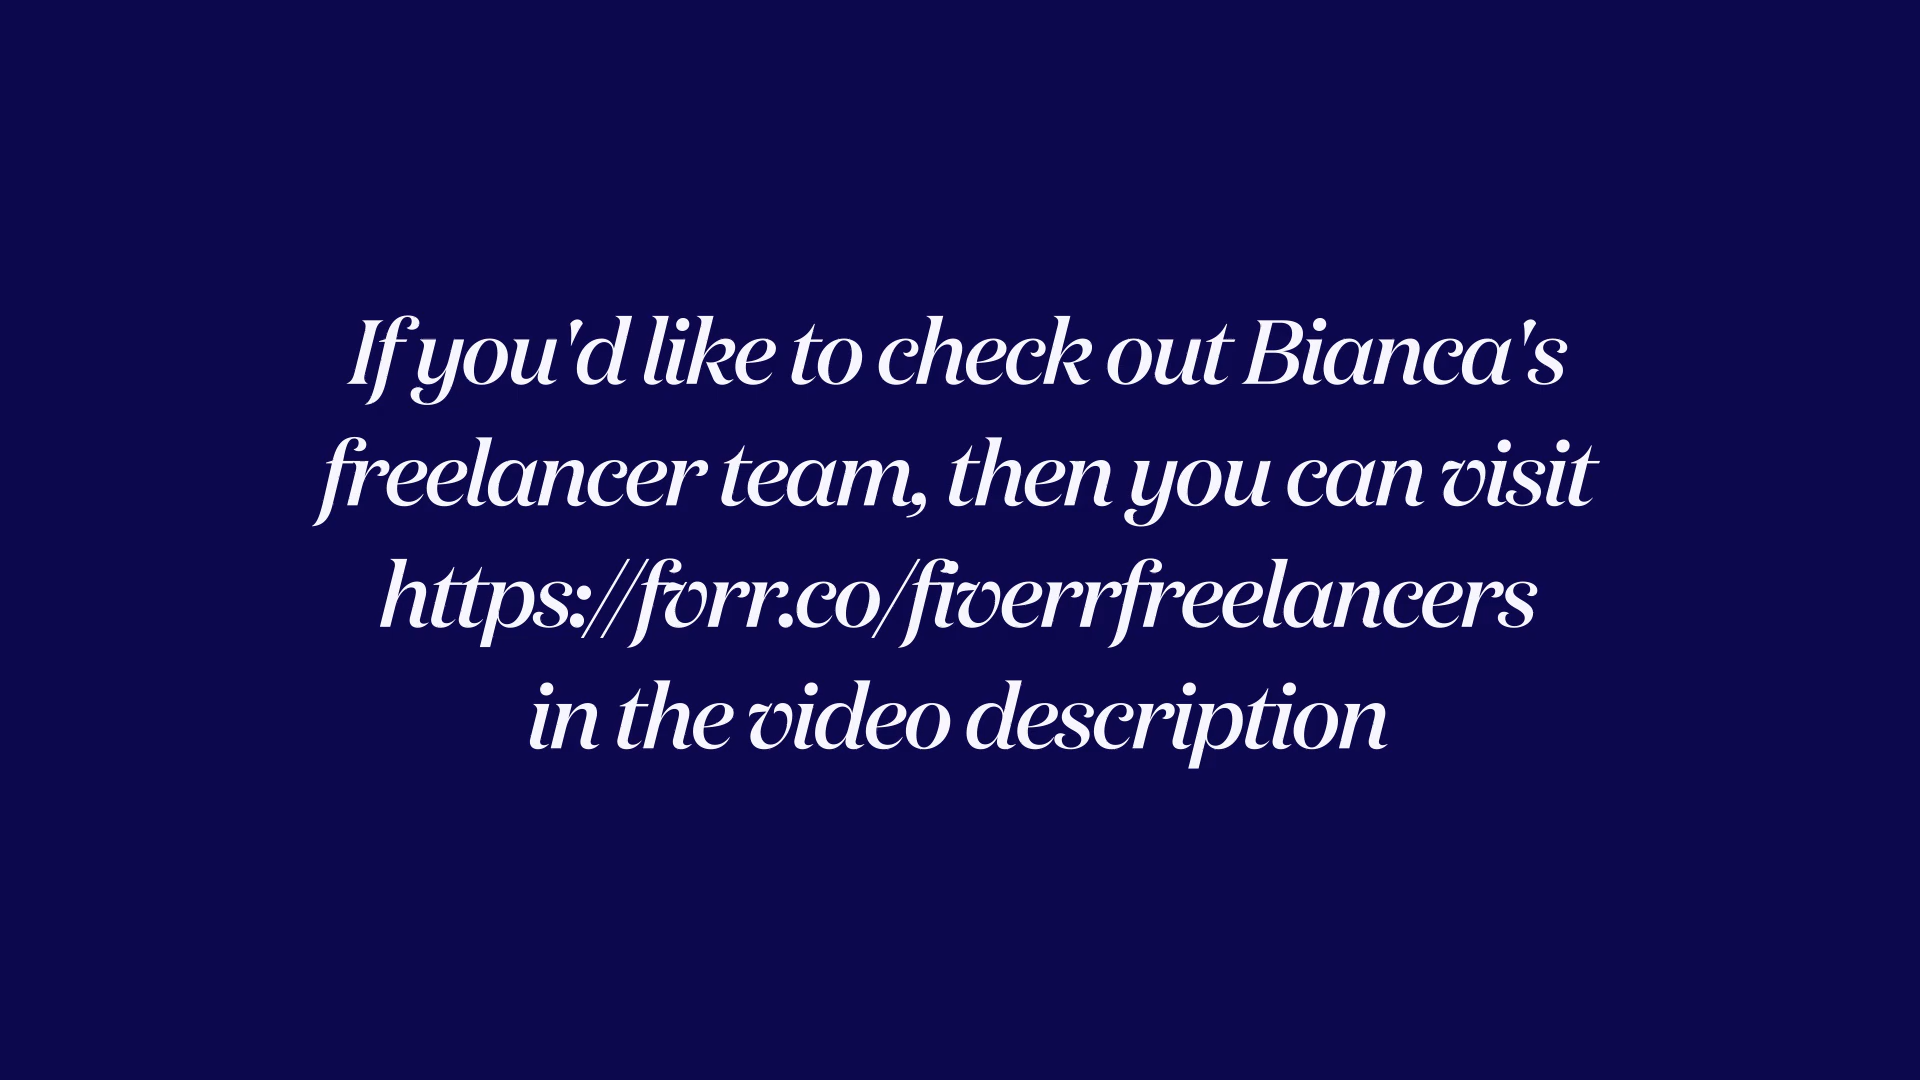 If you'd like to check out Bianca's
freelancer team, then you can visit
https://fvrr.co/fiverrfreelancers
in the video description